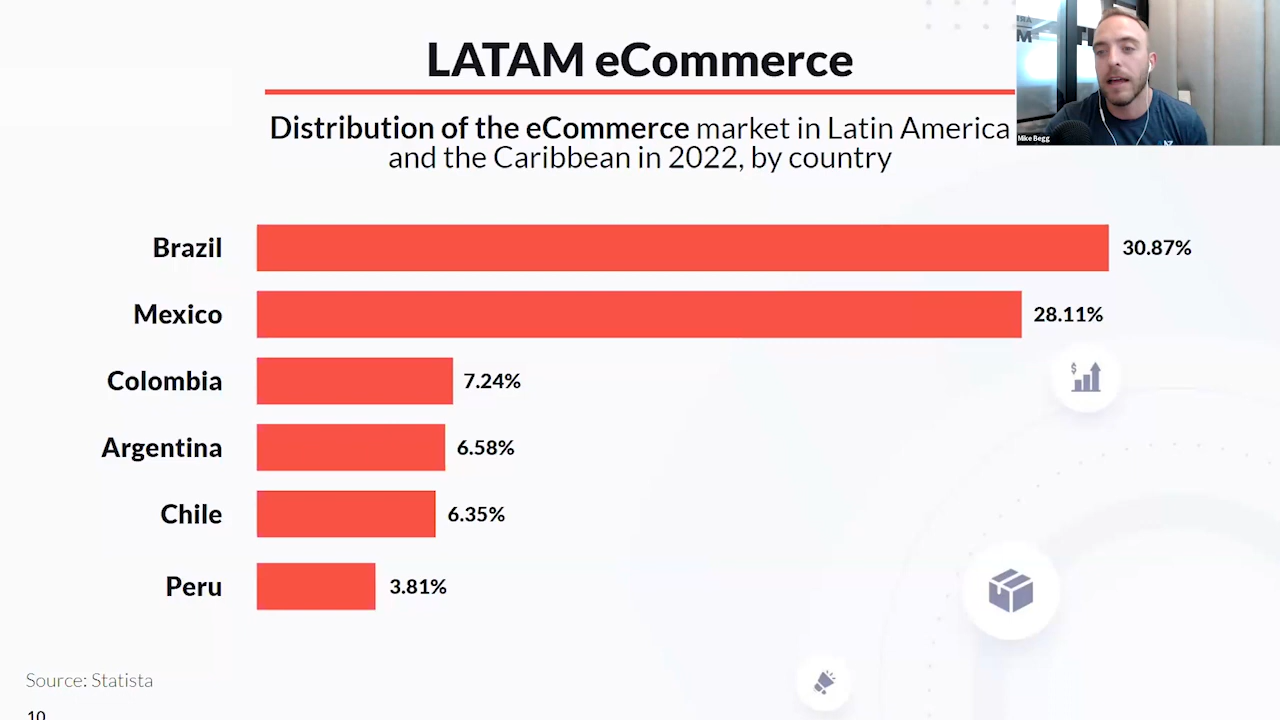 LATAM eCommerce
Distribution of the eCommerce market in Latin America
and the Caribbean in 2022, by country
Mike Begg
Brazil 30.87%
Mexico 28.11%
$
Colombia 7.24%
Argentina 6.58%
Chile 6.35%
Peru 3.81%
Source: Statista
10